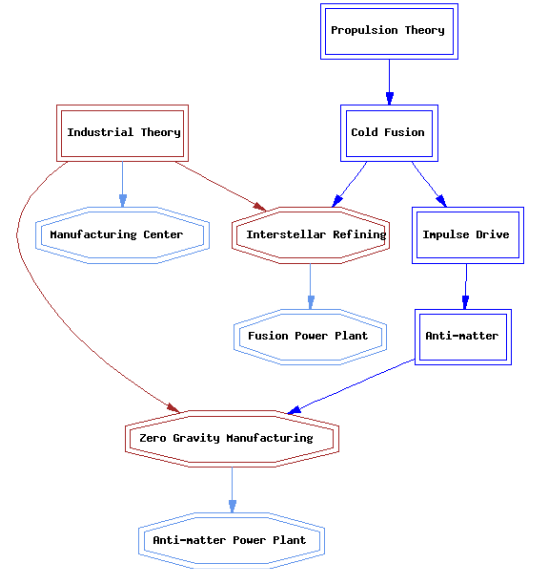 Propulsion Theory
Industrial Theory
Cold Fusion
Manufacturing Center
Interstellar Refining
Impulse Drive
Fusion Power Plant
Anti-matter
Zero Gravity Manufacturing
Anti-matter Power Plant